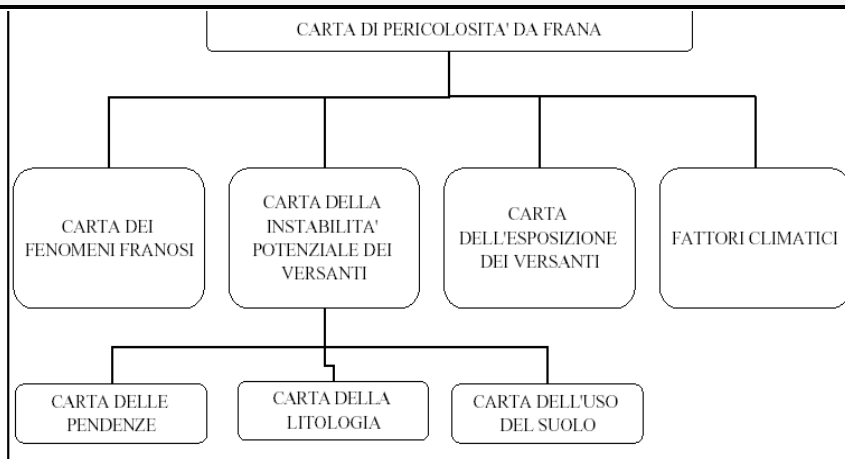 CARTA DI PERICOLOSITA' DA FRANA
CARTA DEI
FENOMENI FRANOSI
CARTA DELLA
INSTABILITA'
POTENZIALE DEI
VERSANTI
CARTA
DELL'ESPOSIZIONE
DEI VERSANTI
FATTORI CLIMATICI
CARTA DELLE
PENDENZE
CARTA DELLA
LITOLOGIA
CARTA DELL'USO
DEL SUOLO